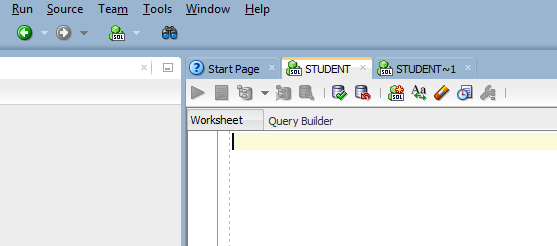 Run Source Team Tools Window Help
Start Page STUDENT STUDENT~1
Worksheet Query Builder